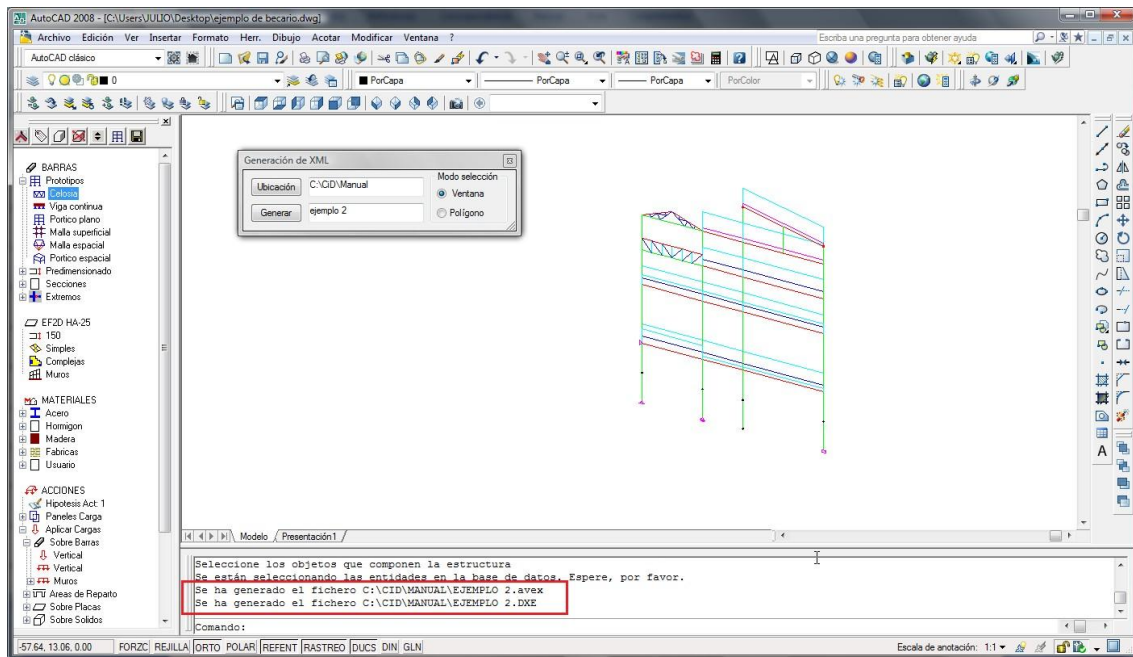 AutoCAD 2008 - [C:\Users\JULIO\Desktop\ejemplo de becario.dwg]
Archivo Edición Ver Insertar Formato Herr. Dibujo Acotar Modificar Ventana ?
Escriba una pregunta para obtener ayuda
AutoCAD clásico
0 PorCapa PorCapa PorCapa PorColor
Generación de XML
Ubicación C:\CiD\Manual
Generar ejemplo 2
Modo selección
Ventana
Polígono
BARRAS
Prototipos
Celosia
Viga continua
Portico plano
Malla superficial
Malla espacial
Portico espacial
Predimensionado
Secciones
Extremos
EF2D HA-25
150
Simples
Complejas
Muros
MATERIALES
Acero
Hormigon
Madera
Fabricas
Usuario
ACCIONES
Hipotesis Act: 1
Paneles Carga
Aplicar Cargas
Sobre Barras
Vertical
Vertical
Muros
Areas de Reparto
Sobre Placas
Sobre Solidos
Modelo Presentación1
Seleccione los objetos que componen la estructura
Se están seleccionando las entidades en la base de datos. Espere, por favor.
Se ha generado el fichero C:\CID\MANUAL\EJEMPLO 2.avex
Se ha generado el fichero C:\CID\MANUAL\EJEMPLO 2.DXE
Comando:
-57.64, 13.06, 0.00 FORZC REJILLA ORTO POLAR REFENT RASTREO DUCS DIN GLN Escala de anotación: 1:1